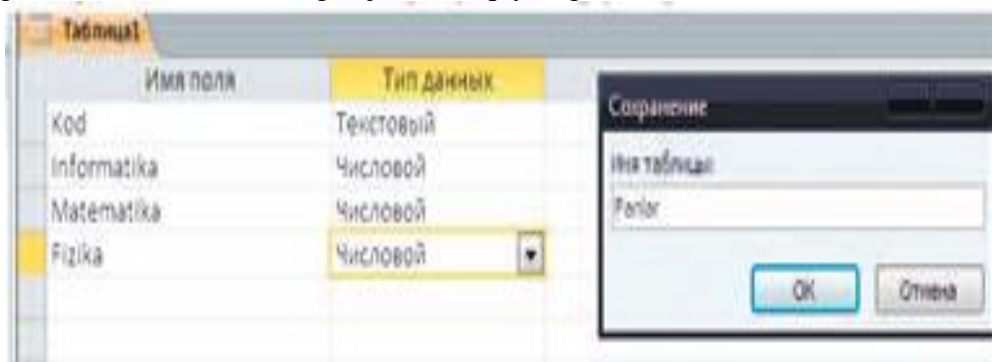 Таблица1
Имя поля Тип данных
Kod Текстовый
Informatika Числовой
Matematika Числовой
Fizika Числовой
Сохранение
Имя таблицы:
Fanlar
OK Отмена